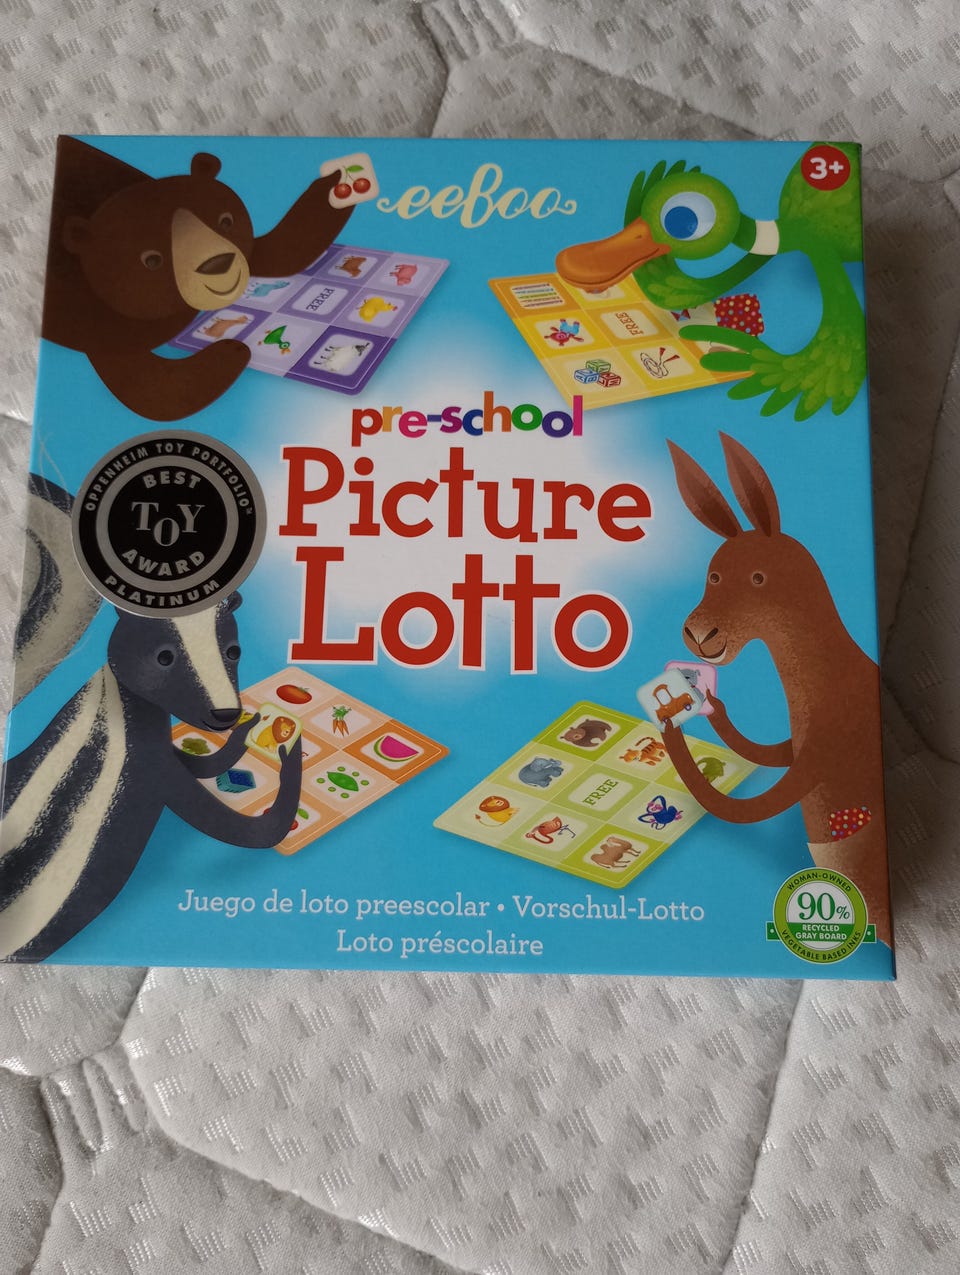 3+
eeBoo
FREE
FREE
pre-school
Picture
Lotto
OPPENHEIM TOY PORTFOLIO™
BEST
TOY
AWARD
PLATINUM
FREE
Juego de loto preescolar • Vorschul-Lotto
Loto préscolaire
WOMAN-OWNED
90%
RECYCLED
GRAY BOARD
VEGETABLE BASED INKS